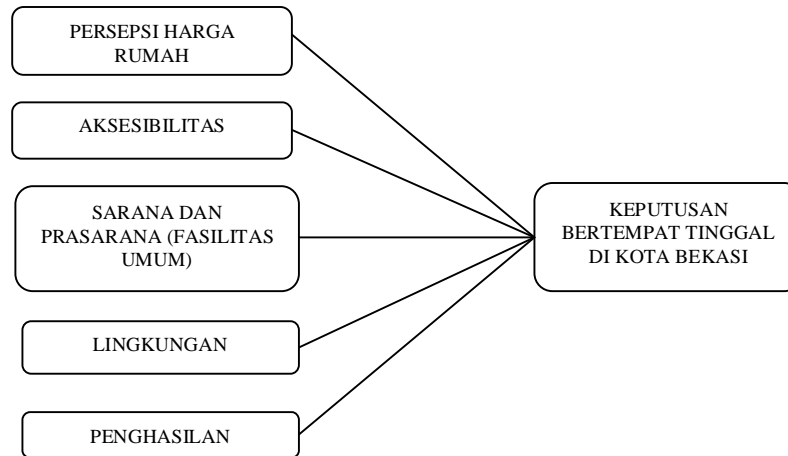 PERSEPSI HARGA
RUMAH
AKSESIBILITAS
SARANA DAN
PRASARANA (FASILITAS
UMUM)
LINGKUNGAN
PENGHASILAN
KEPUTUSAN
BERTEMPAT TINGGAL
DI KOTA BEKASI